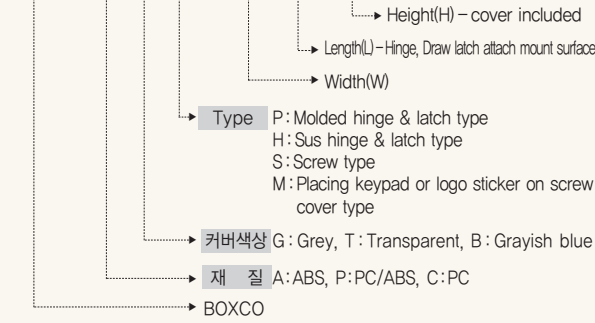 Height(H) – cover included
Length(L) – Hinge, Draw latch attach mount surface
Width(W)
Type P : Molded hinge & latch type
H : Sus hinge & latch type
S : Screw type
M : Placing keypad or logo sticker on screw
cover type
커버색상 G : Grey, T : Transparent, B : Grayish blue
재 질 A : ABS, P : PC/ABS, C : PC
BOXCO